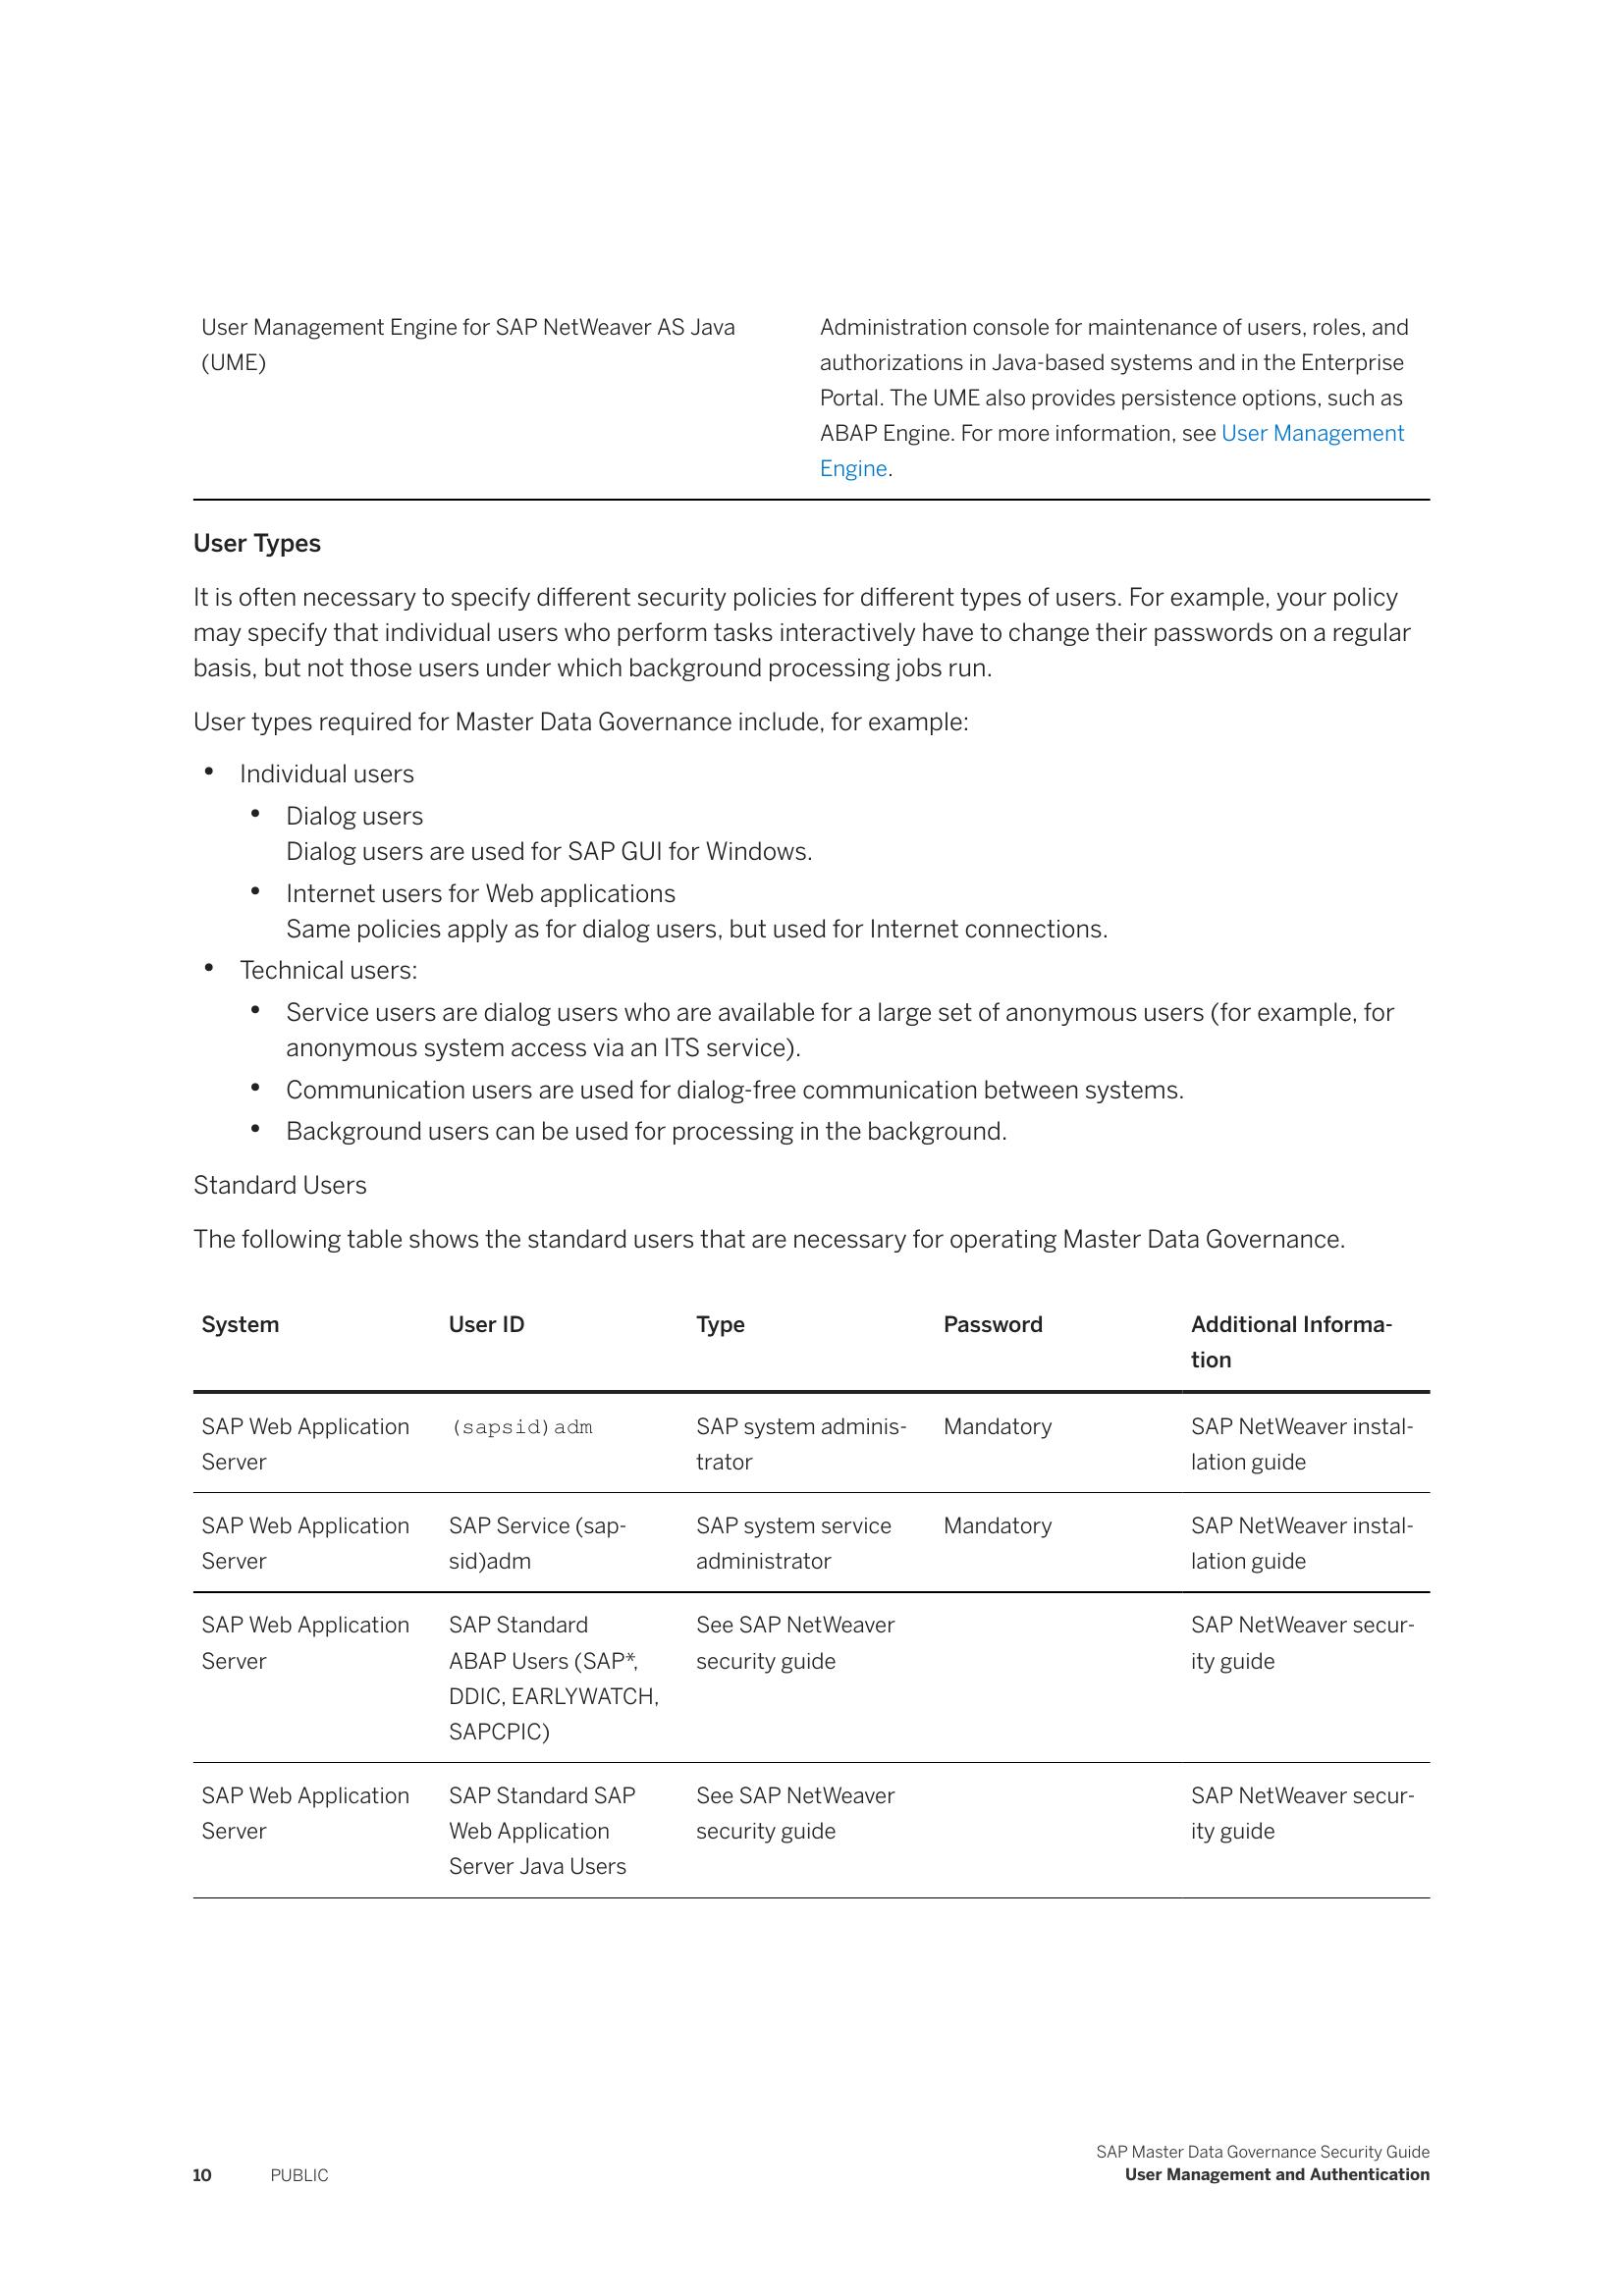 User Management Engine for SAP NetWeaver AS Java
(UME)
Administration console for maintenance of users, roles, and
authorizations in Java-based systems and in the Enterprise
Portal. The UME also provides persistence options, such as
ABAP Engine. For more information, see User Management
Engine.
User Types
It is often necessary to specify different security policies for different types of users. For example, your policy
may specify that individual users who perform tasks interactively have to change their passwords on a regular
basis, but not those users under which background processing jobs run.
User types required for Master Data Governance include, for example:
• Individual users
• Dialog users
Dialog users are used for SAP GUI for Windows.
• Internet users for Web applications
Same policies apply as for dialog users, but used for Internet connections.
• Technical users:
• Service users are dialog users who are available for a large set of anonymous users (for example, for
anonymous system access via an ITS service).
• Communication users are used for dialog-free communication between systems.
• Background users can be used for processing in the background.
Standard Users
The following table shows the standard users that are necessary for operating Master Data Governance.
System
User ID
Type
Password
Additional Informa-
tion
SAP Web Application
Server
(sapsid)adm
SAP system adminis-
trator
Mandatory
SAP NetWeaver instal-
lation guide
SAP Web Application
Server
SAP Service (sap-
sid)adm
SAP system service
administrator
Mandatory
SAP NetWeaver instal-
lation guide
SAP Web Application
Server
SAP Standard
ABAP Users (SAP*,
DDIC, EARLYWATCH,
SAPCPIC)
See SAP NetWeaver
security guide
SAP NetWeaver secur-
ity guide
SAP Web Application
Server
SAP Standard SAP
Web Application
Server Java Users
See SAP NetWeaver
security guide
SAP NetWeaver secur-
ity guide
10 PUBLIC
SAP Master Data Governance Security Guide
User Management and Authentication